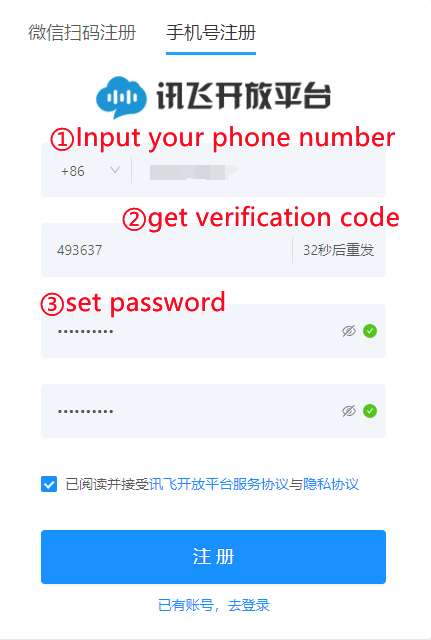 微信扫码注册 手机号注册
讯飞开放平台
①Input your phone number
+86
②get verification code
493637 32秒后重发
③set password
••••••••••
••••••••••
已阅读并接受讯飞开放平台服务协议与隐私协议
注册
已有账号，去登录